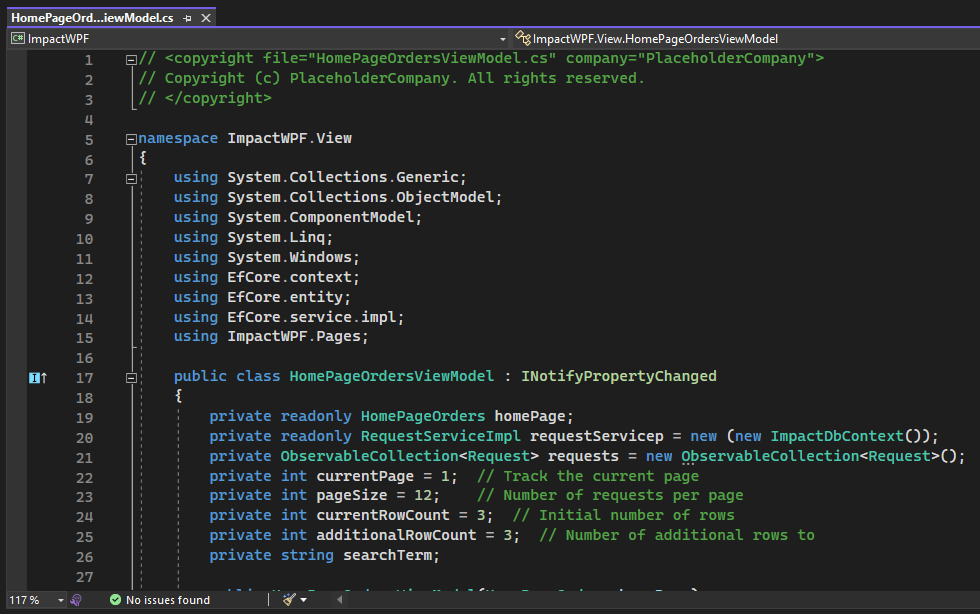 HomePageOrd...iewModel.cs
C# ImpactWPF
ImpactWPF.View.HomePageOrdersViewModel
1 // <copyright file="HomePageOrdersViewModel.cs" company="PlaceholderCompany">
2 // Copyright (c) PlaceholderCompany. All rights reserved.
3 // </copyright>
4
5 namespace ImpactWPF.View
6 {
7 using System.Collections.Generic;
8 using System.Collections.ObjectModel;
9 using System.ComponentModel;
10 using System.Linq;
11 using System.Windows;
12 using EfCore.context;
13 using EfCore.entity;
14 using EfCore.service.impl;
15 using ImpactWPF.Pages;
16
17 public class HomePageOrdersViewModel : INotifyPropertyChanged
18 {
19 private readonly HomePageOrders homePage;
20 private readonly RequestServiceImpl requestServicep = new (new ImpactDbContext());
21 private ObservableCollection<Request> requests = new ObservableCollection<Request>();
22 private int currentPage = 1;  // Track the current page
23 private int pageSize = 12;    // Number of requests per page
24 private int currentRowCount = 3;  // Initial number of rows
25 private int additionalRowCount = 3;  // Number of additional rows to
26 private string searchTerm;
27
117 %
No issues found